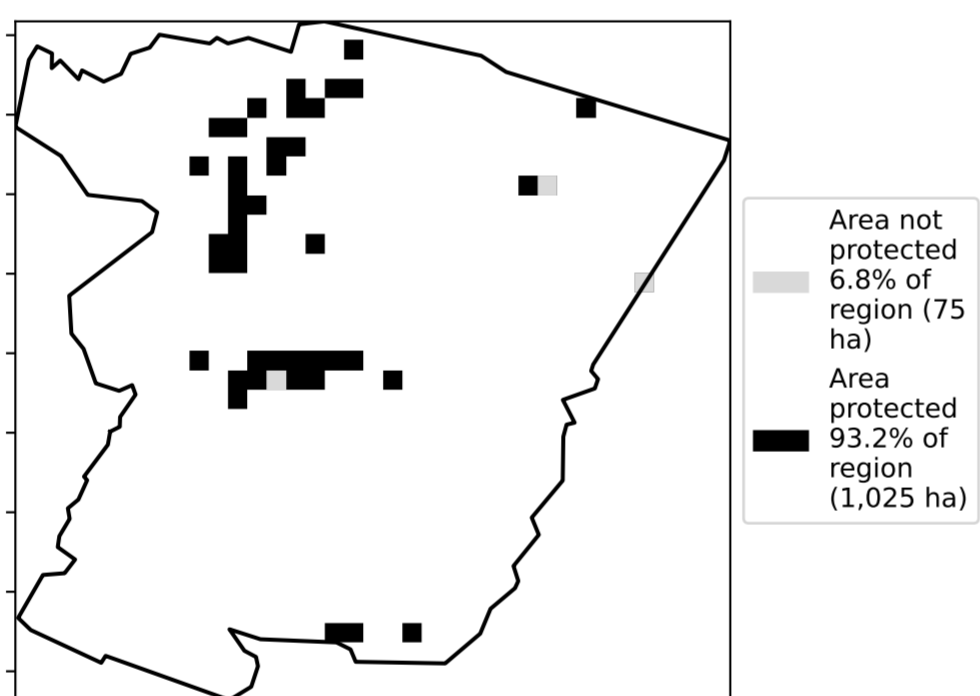 Area not
protected
6.8% of
region (75
ha)
Area
protected
93.2% of
region
(1,025 ha)